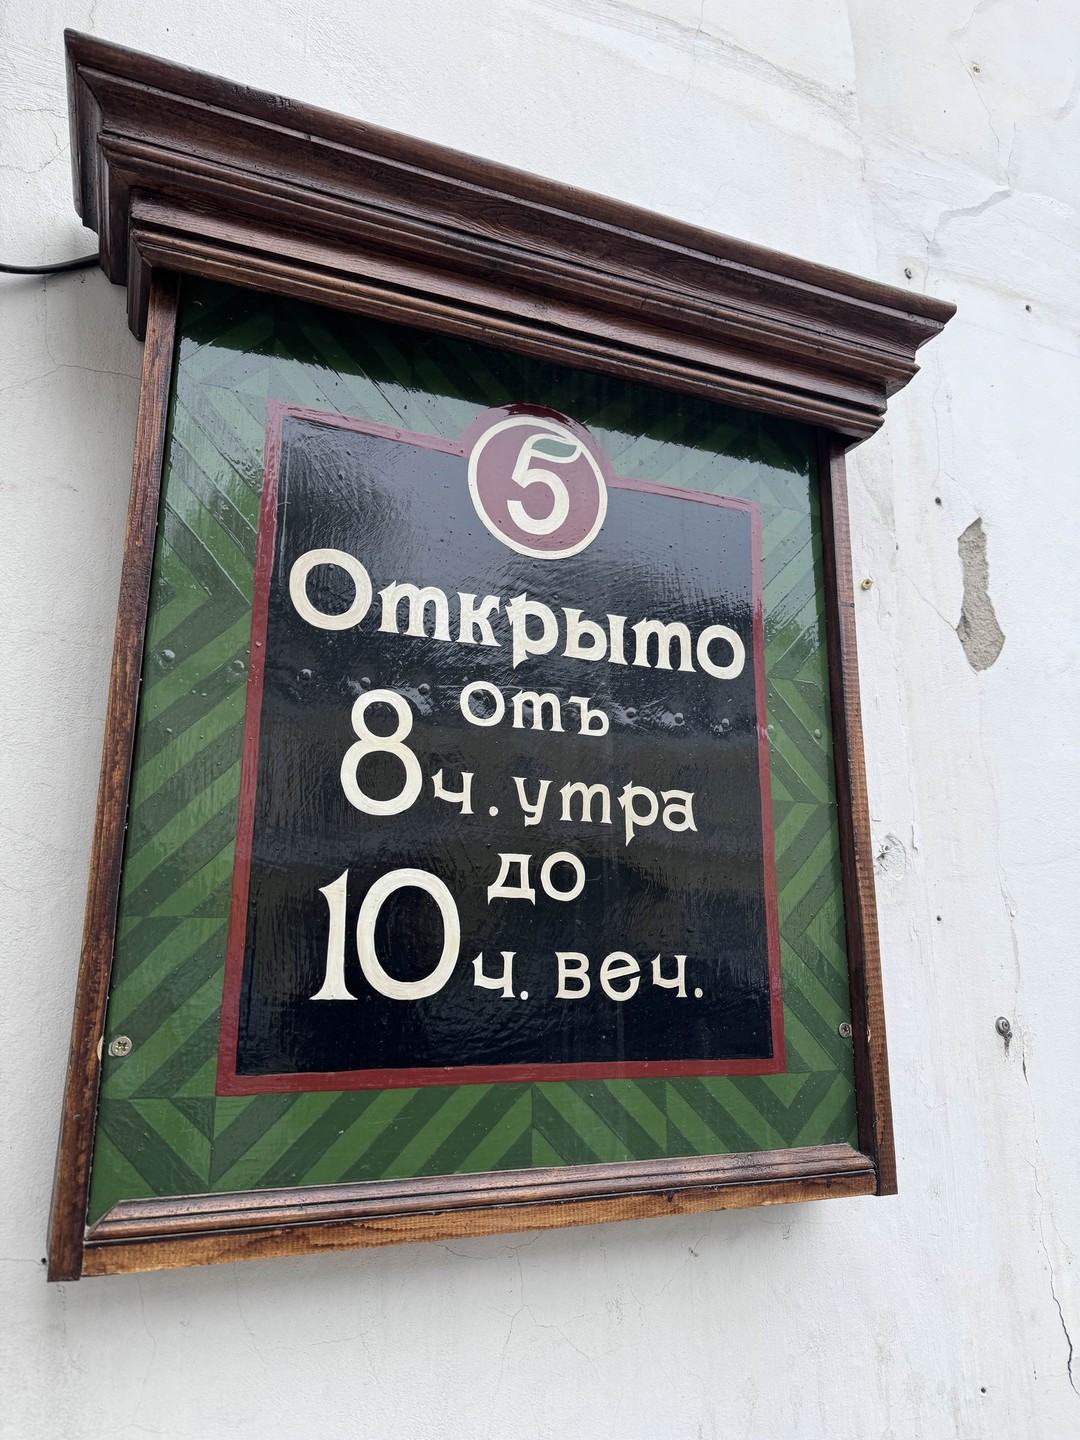 5
Открыто
отъ
8 ч. утра
до
10 ч. веч.